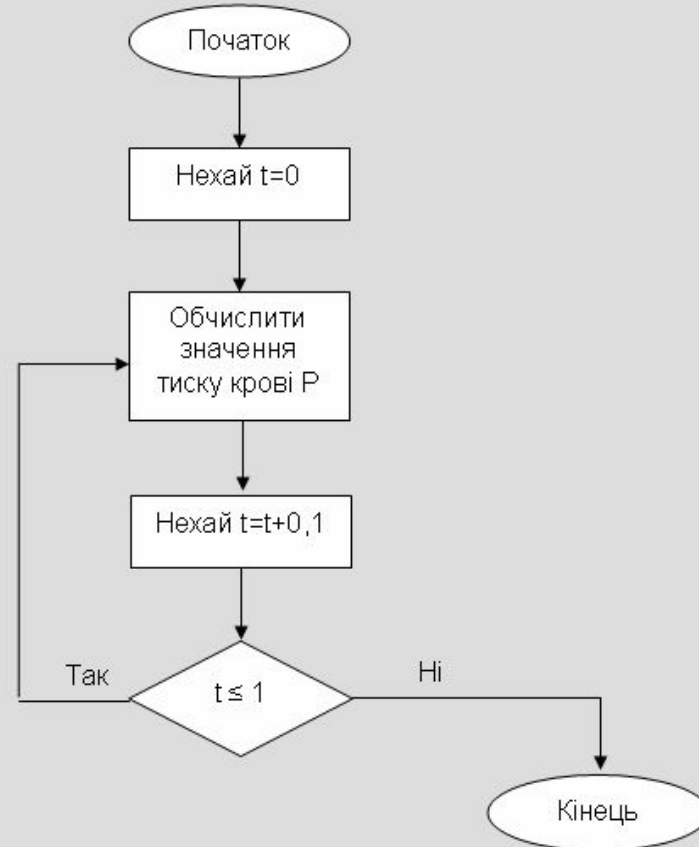 Початок
Нехай t=0
Обчислити
значення
тиску крові P
Нехай t=t+0,1
Так
t ≤ 1
Ні
Кінець